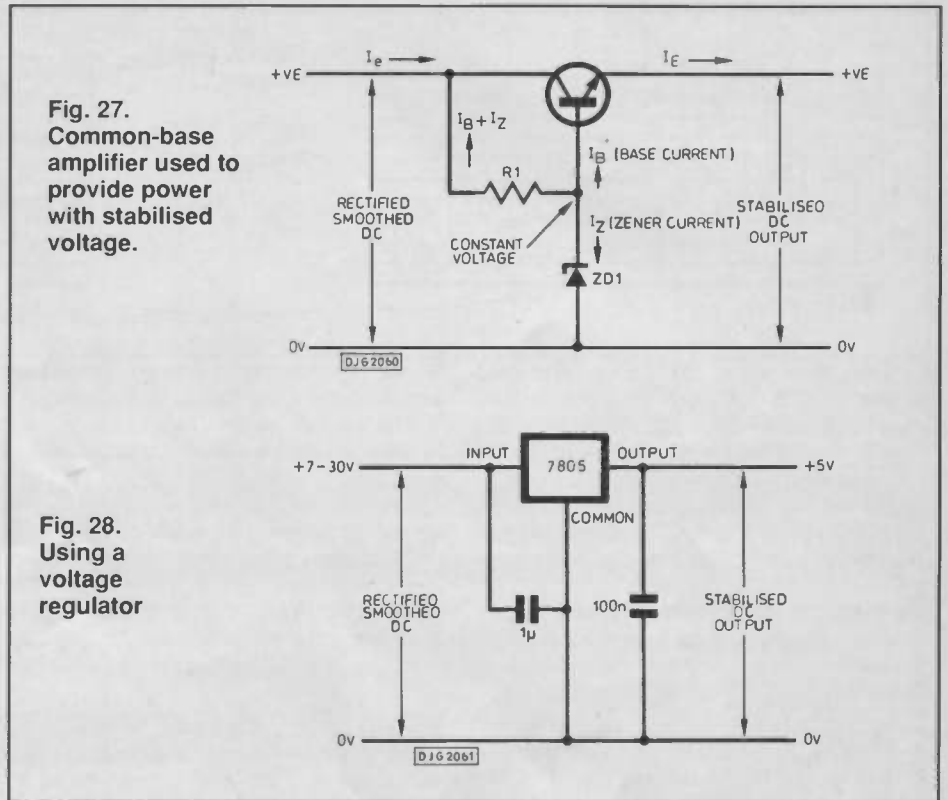 Fig. 27.
Common-base
amplifier used to
provide power
with stabilised
voltage.
Ie
IE
+VE
+VE
IB + IZ
R1
IB (BASE CURRENT)
RECTIFIED
SMOOTHED
DC
CONSTANT
VOLTAGE
IZ (ZENER CURRENT)
STABILISED
DC
OUTPUT
ZD1
0V
0V
DJG2060
Fig. 28.
Using a
voltage
regulator
+7-30V
INPUT
7805
OUTPUT
+5V
COMMON
RECTIFIED
SMOOTHED
DC
1µ
100n
STABILISED
DC
OUTPUT
0V
0V
DJG2061